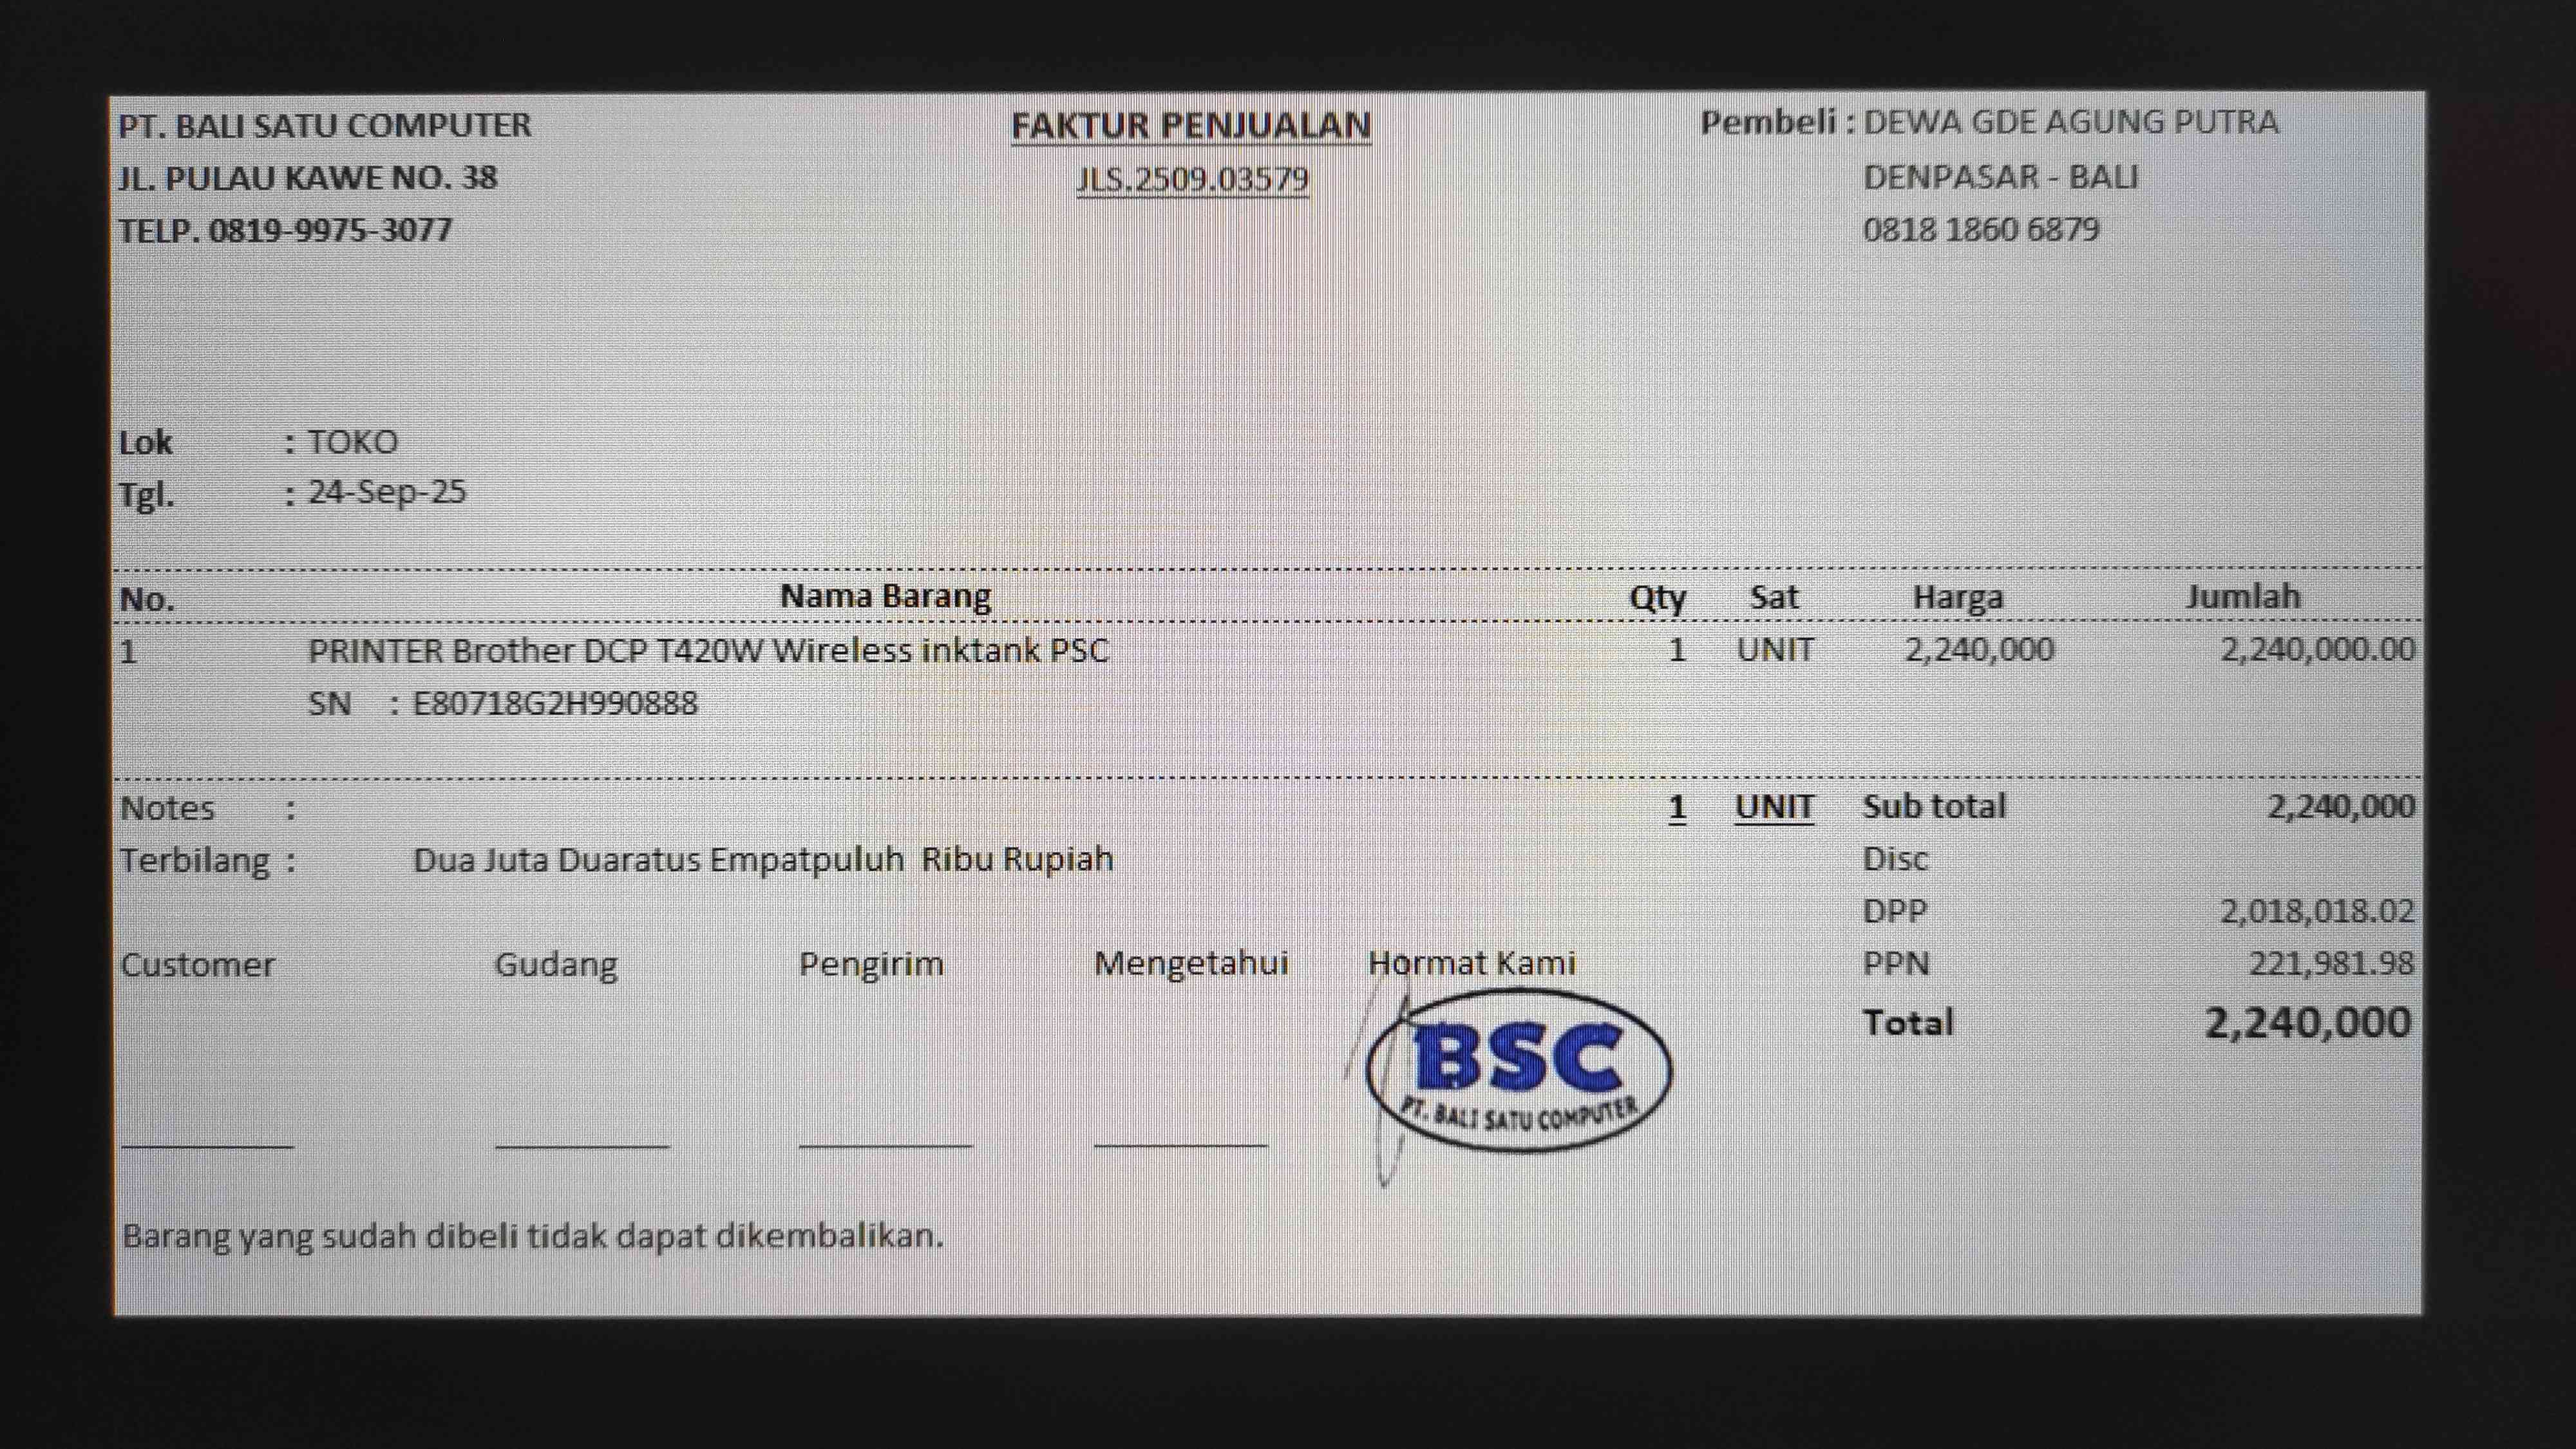 PT. BALI SATU COMPUTER
JL. PULAU KAWE NO. 38
TELP. 0819-9975-3077
FAKTUR PENJUALAN
JLS.2509.03579
Pembeli : DEWA GDE AGUNG PUTRA
DENPASAR - BALI
0818 1860 6879
Lok : TOKO
Tgl. : 24-Sep-25
No. Nama Barang Qty Sat Harga Jumlah
1 PRINTER Brother DCP T420W Wireless inktank PSC 1 UNIT 2,240,000 2,240,000.00
SN : E80718G2H990888
Notes : 1 UNIT Sub total 2,240,000
Terbilang : Dua Juta Duaratus Empatpuluh Ribu Rupiah Disc
DPP 2,018,018.02
Customer Gudang Pengirim Mengetahui Hormat Kami PPN 221,981.98
Total 2,240,000
BSC
PT. BALI SATU COMPUTER
Barang yang sudah dibeli tidak dapat dikembalikan.